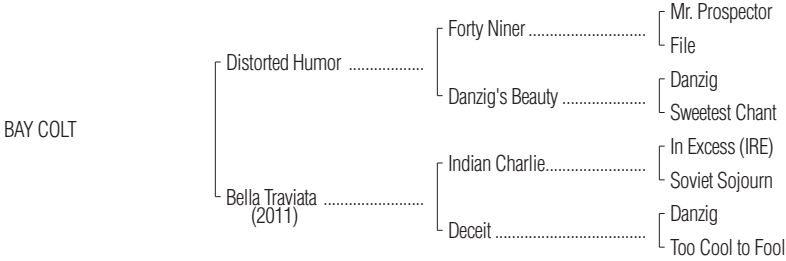 Mr. Prospector
Forty Niner ............................
File
Distorted Humor ..................
Danzig
Danzig's Beauty ....................
Sweetest Chant
BAY COLT
In Excess (IRE)
Indian Charlie........................
Soviet Sojourn
Bella Traviata ........................
(2011)
Danzig
Deceit ....................................
Too Cool to Fool